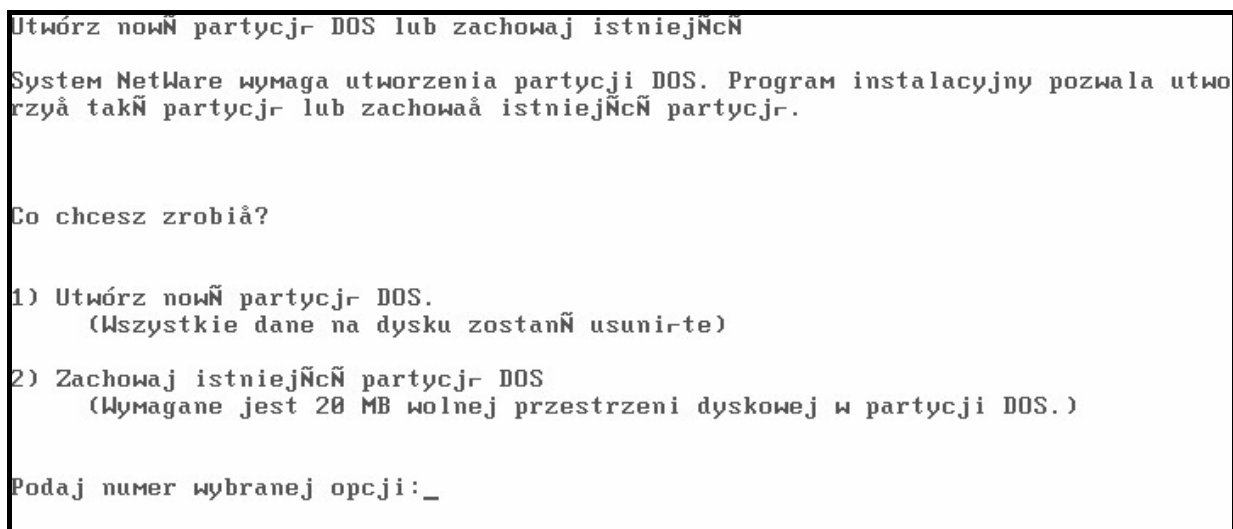 Utwórz nowÑ partycj⌐ DOS lub zachowaj istniejÑcÑ
System NetWare wymaga utworzenia partycji DOS. Program instalacyjny pozwala utwo
rzyå takÑ partycj⌐ lub zachowaå istniejÑcÑ partycj⌐.
Co chcesz zrobiå?
1) Utwórz nowÑ partycj⌐ DOS.
(Wszystkie dane na dysku zostanÑ usuni⌐te)
2) Zachowaj istniejÑcÑ partycj⌐ DOS
(Wymagane jest 20 MB wolnej przestrzeni dyskowej w partycji DOS.)
Podaj numer wybranej opcji:_